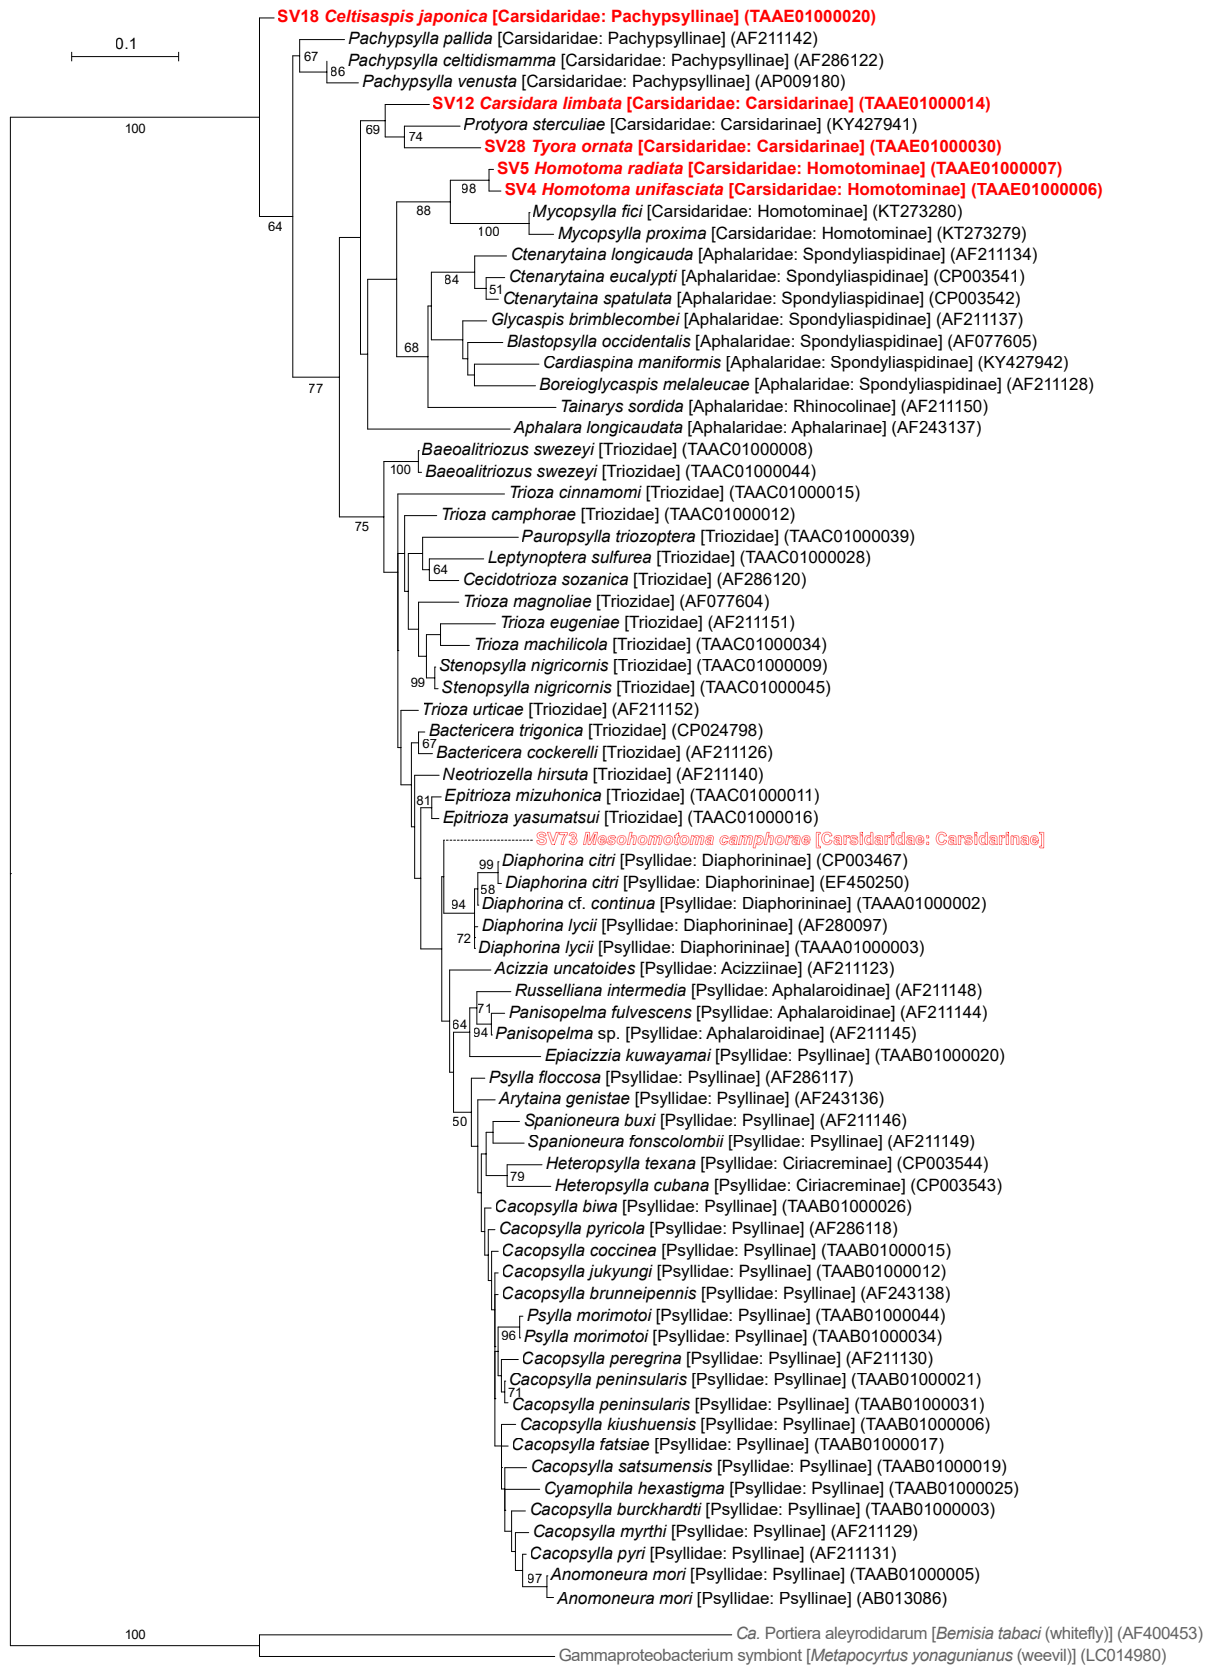 SV18 Celtisaspis japonica [Carsidaridae: Pachypsyllinae] (TAAE01000020)
0.1
Pachypsylla pallida [Carsidaridae: Pachypsyllinae] (AF211142)
67
Pachypsylla celtidismamma [Carsidaridae: Pachypsyllinae] (AF286122)
86
Pachypsylla venusta [Carsidaridae: Pachypsyllinae] (AP009180)
SV12 Carsidara limbata [Carsidaridae: Carsidarinae] (TAAE01000014)
100
69
Protyora sterculiae [Carsidaridae: Carsidarinae] (KY427941)
74
SV28 Tyora ornata [Carsidaridae: Carsidarinae] (TAAE01000030)
SV5 Homotoma radiata [Carsidaridae: Homotominae] (TAAE01000007)
98
SV4 Homotoma unifasciata [Carsidaridae: Homotominae] (TAAE01000006)
88
Mycopsylla fici [Carsidaridae: Homotominae] (KT273280)
64
100
Mycopsylla proxima [Carsidaridae: Homotominae] (KT273279)
Ctenarytaina longicauda [Aphalaridae: Spondyliaspidinae] (AF211134)
84
Ctenarytaina eucalypti [Aphalaridae: Spondyliaspidinae] (CP003541)
51
Ctenarytaina spatulata [Aphalaridae: Spondyliaspidinae] (CP003542)
Glycaspis brimblecombei [Aphalaridae: Spondyliaspidinae] (AF211137)
Blastopsylla occidentalis [Aphalaridae: Spondyliaspidinae] (AF077605)
68
Cardiaspina maniformis [Aphalaridae: Spondyliaspidinae] (KY427942)
77
Boreioglycaspis melaleucae [Aphalaridae: Spondyliaspidinae] (AF211128)
Tainarys sordida [Aphalaridae: Rhinocolinae] (AF211150)
Aphalara longicaudata [Aphalaridae: Aphalarinae] (AF243137)
Baeoalitriozus swezeyi [Triozidae] (TAAC01000008)
100
Baeoalitriozus swezeyi [Triozidae] (TAAC01000044)
Trioza cinnamomi [Triozidae] (TAAC01000015)
Trioza camphorae [Triozidae] (TAAC01000012)
75
Pauropsylla triozoptera [Triozidae] (TAAC01000039)
Leptynoptera sulfurea [Triozidae] (TAAC01000028)
64
Cecidotrioza sozanica [Triozidae] (AF286120)
Trioza magnoliae [Triozidae] (AF077604)
Trioza eugeniae [Triozidae] (AF211151)
Trioza machilicola [Triozidae] (TAAC01000034)
Stenopsylla nigricornis [Triozidae] (TAAC01000009)
99
Stenopsylla nigricornis [Triozidae] (TAAC01000045)
Trioza urticae [Triozidae] (AF211152)
Bactericera trigonica [Triozidae] (CP024798)
67
Bactericera cockerelli [Triozidae] (AF211126)
Neotriozella hirsuta [Triozidae] (AF211140)
Epitrioza mizuhonica [Triozidae] (TAAC01000011)
81
Epitrioza yasumatsui [Triozidae] (TAAC01000016)
SV73 Mesohomotoma camphorae [Carsidaridae: Carsidarinae]
Diaphorina citri [Psyllidae: Diaphorininae] (CP003467)
99
Diaphorina citri [Psyllidae: Diaphorininae] (EF450250)
58
Diaphorina cf. continua [Psyllidae: Diaphorininae] (TAAA01000002)
94
Diaphorina lycii [Psyllidae: Diaphorininae] (AF280097)
72
Diaphorina lycii [Psyllidae: Diaphorininae] (TAAA01000003)
Acizzia uncatoides [Psyllidae: Acizziinae] (AF211123)
Russelliana intermedia [Psyllidae: Aphalaroidinae] (AF211148)
71
Panisopelma fulvescens [Psyllidae: Aphalaroidinae] (AF211144)
64
94
Panisopelma sp. [Psyllidae: Aphalaroidinae] (AF211145)
Epiacizzia kuwayamai [Psyllidae: Psyllinae] (TAAB01000020)
Psylla floccosa [Psyllidae: Psyllinae] (AF286117)
Arytaina genistae [Psyllidae: Psyllinae] (AF243136)
50
Spanioneura buxi [Psyllidae: Psyllinae] (AF211146)
Spanioneura fonscolombii [Psyllidae: Psyllinae] (AF211149)
Heteropsylla texana [Psyllidae: Ciriacreminae] (CP003544)
79
Heteropsylla cubana [Psyllidae: Ciriacreminae] (CP003543)
Cacopsylla biwa [Psyllidae: Psyllinae] (TAAB01000026)
Cacopsylla pyricola [Psyllidae: Psyllinae] (AF286118)
Cacopsylla coccinea [Psyllidae: Psyllinae] (TAAB01000015)
Cacopsylla jukyungi [Psyllidae: Psyllinae] (TAAB01000012)
Cacopsylla brunneipennis [Psyllidae: Psyllinae] (AF243138)
Psylla morimotoi [Psyllidae: Psyllinae] (TAAB01000044)
96
Psylla morimotoi [Psyllidae: Psyllinae] (TAAB01000034)
Cacopsylla peregrina [Psyllidae: Psyllinae] (AF211130)
Cacopsylla peninsularis [Psyllidae: Psyllinae] (TAAB01000021)
71
Cacopsylla peninsularis [Psyllidae: Psyllinae] (TAAB01000031)
Cacopsylla kiushuensis [Psyllidae: Psyllinae] (TAAB01000006)
Cacopsylla fatsiae [Psyllidae: Psyllinae] (TAAB01000017)
Cacopsylla satsumensis [Psyllidae: Psyllinae] (TAAB01000019)
Cyamophila hexastigma [Psyllidae: Psyllinae] (TAAB01000025)
Cacopsylla burckhardti [Psyllidae: Psyllinae] (TAAB01000003)
Cacopsylla myrthi [Psyllidae: Psyllinae] (AF211129)
Cacopsylla pyri [Psyllidae: Psyllinae] (AF211131)
Anomoneura mori [Psyllidae: Psyllinae] (TAAB01000005)
97
Anomoneura mori [Psyllidae: Psyllinae] (AB013086)
100
Ca. Portiera aleyrodidarum [Bemisia tabaci (whitefly)] (AF400453)
Gammaproteobacterium symbiont [Metapocyrtus yonagunianus (weevil)] (LC014980)